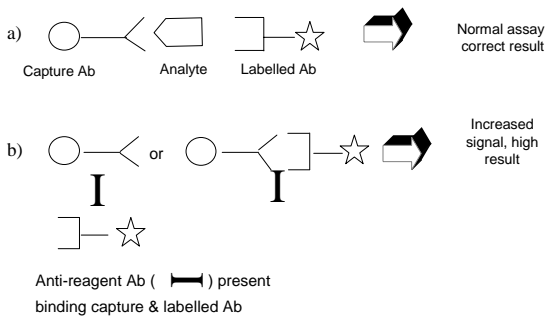 a)
Capture Ab
Analyte
Labelled Ab
Normal assay
correct result
b)
or
Increased
signal, high
result
Anti-reagent Ab ( ) present
binding capture & labelled Ab